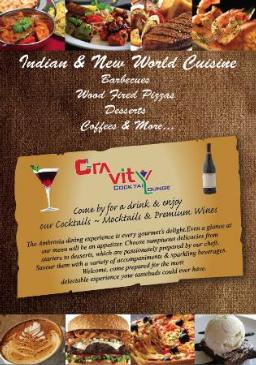 Indian & New World Cuisine
Barbecues
Wood Fired Pizzas
Desserts
Coffees & More...
Cravity
COCKTAIL LOUNGE
Come by for a drink & enjoy
our Cocktails ~ Mocktails & Premium Wines
The Ambrosia dining experience is every gourmet's delight.Even a glance at
our menu will be an appetizer. Choose sumptuous delicacies from
starters to desserts, which are passionately prepared by our chefs.
Savour them with a variety of accompaniments & sparkling beverages.
Welcome, come prepared for the most
delectable experience your tastebuds could ever have.